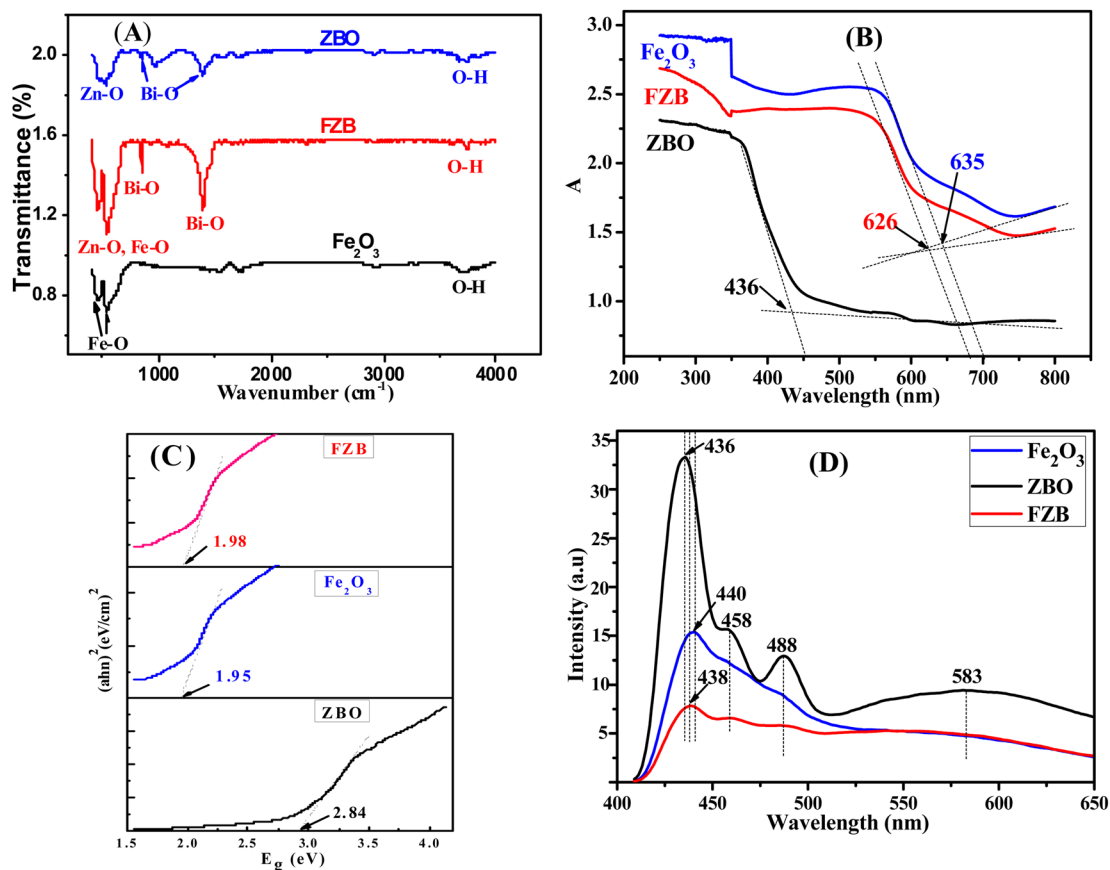 (A)
ZBO
Zn-O
Bi-O
O-H
FZB
Bi-O
Bi-O
O-H
Zn-O, Fe-O
Fe₂O₃
O-H
Fe-O
Transmittance (%)
2.0
1.6
1.2
0.8
1000 2000 3000 4000
Wavenumber (cm⁻¹)
(B)
Fe₂O₃
FZB
ZBO
635
626
436
A
3.0
2.5
2.0
1.5
1.0
200 300 400 500 600 700 800
Wavelength (nm)
(C)
FZB
1.98
Fe₂O₃
1.95
ZBO
2.84
(ahn)² (eV/cm)²
1.5 2.0 2.5 3.0 3.5 4.0
E_g (eV)
(D)
436
440
458
438
488
583
Fe₂O₃
ZBO
FZB
Intensity (a.u)
35
30
25
20
15
10
5
400 450 500 550 600 650
Wavelength (nm)